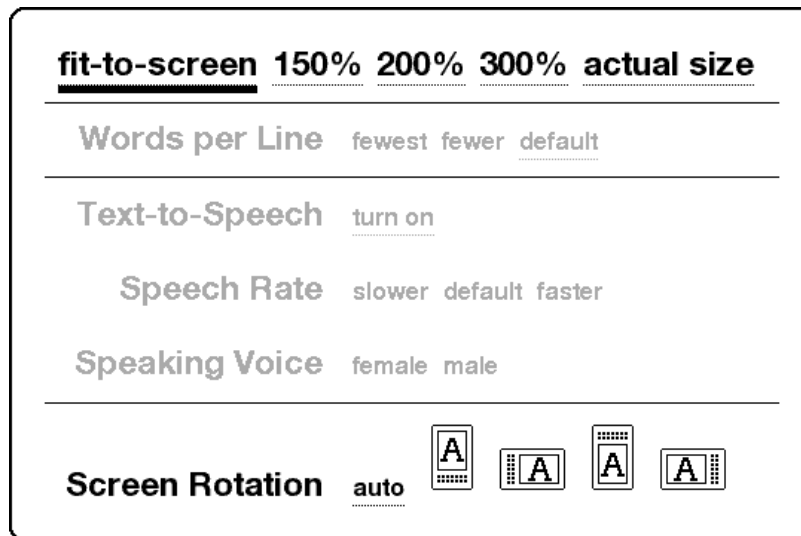 fit-to-screen 150% 200% 300% actual size
Words per Line fewest fewer default
Text-to-Speech turn on
Speech Rate slower default faster
Speaking Voice female male
Screen Rotation auto A A A A